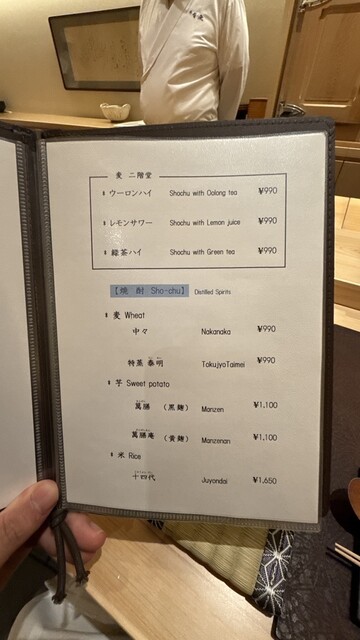 麦 二階堂
ウーロンハイ Shochu with Oolong tea ¥990
レモンサワー Shochu with Lemon juice ¥990
緑茶ハイ Shochu with Green tea ¥990
【焼 酎 Sho-chu】 Distilled Spirits
麦 Wheat
中々 Nakanaka ¥990
特蒸 泰明 TokujyoTaimei ¥990
芋 Sweet potato
萬膳 (黒麹) Manzen ¥1,100
萬膳庵 (黄麹) Manzenan ¥1,100
米 Rice
十四代 Juyondai ¥1,650